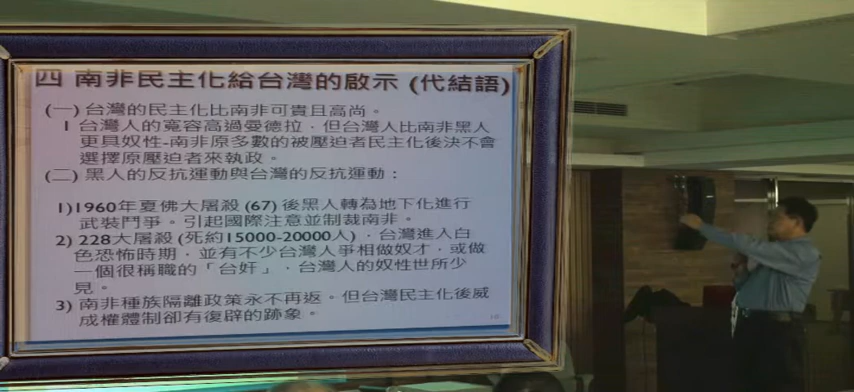 四 南非民主化給台灣的啟示 (代結語)
(一) 台灣的民主化比南非可貴且高尚。
l 台灣人的寬容高過曼德拉，但台灣人比南非黑人
更具奴性-南非原多數的被壓迫者民主化後決不會
選擇原壓迫者來執政。
(二) 黑人的反抗運動與台灣的反抗運動：
1)1960年夏佛大屠殺 (67) 後黑人轉為地下化進行
武裝鬥爭。引起國際注意並制裁南非。
2) 228大屠殺 (死約15000-20000人)，台灣進入白
色恐怖時期，並有不少台灣人爭相做奴才，或做
一個很稱職的「台奸」，台灣人的奴性世所少
見。
3) 南非種族隔離政策永不再返。但台灣民主化後威
成權體制卻有復辟的跡象。